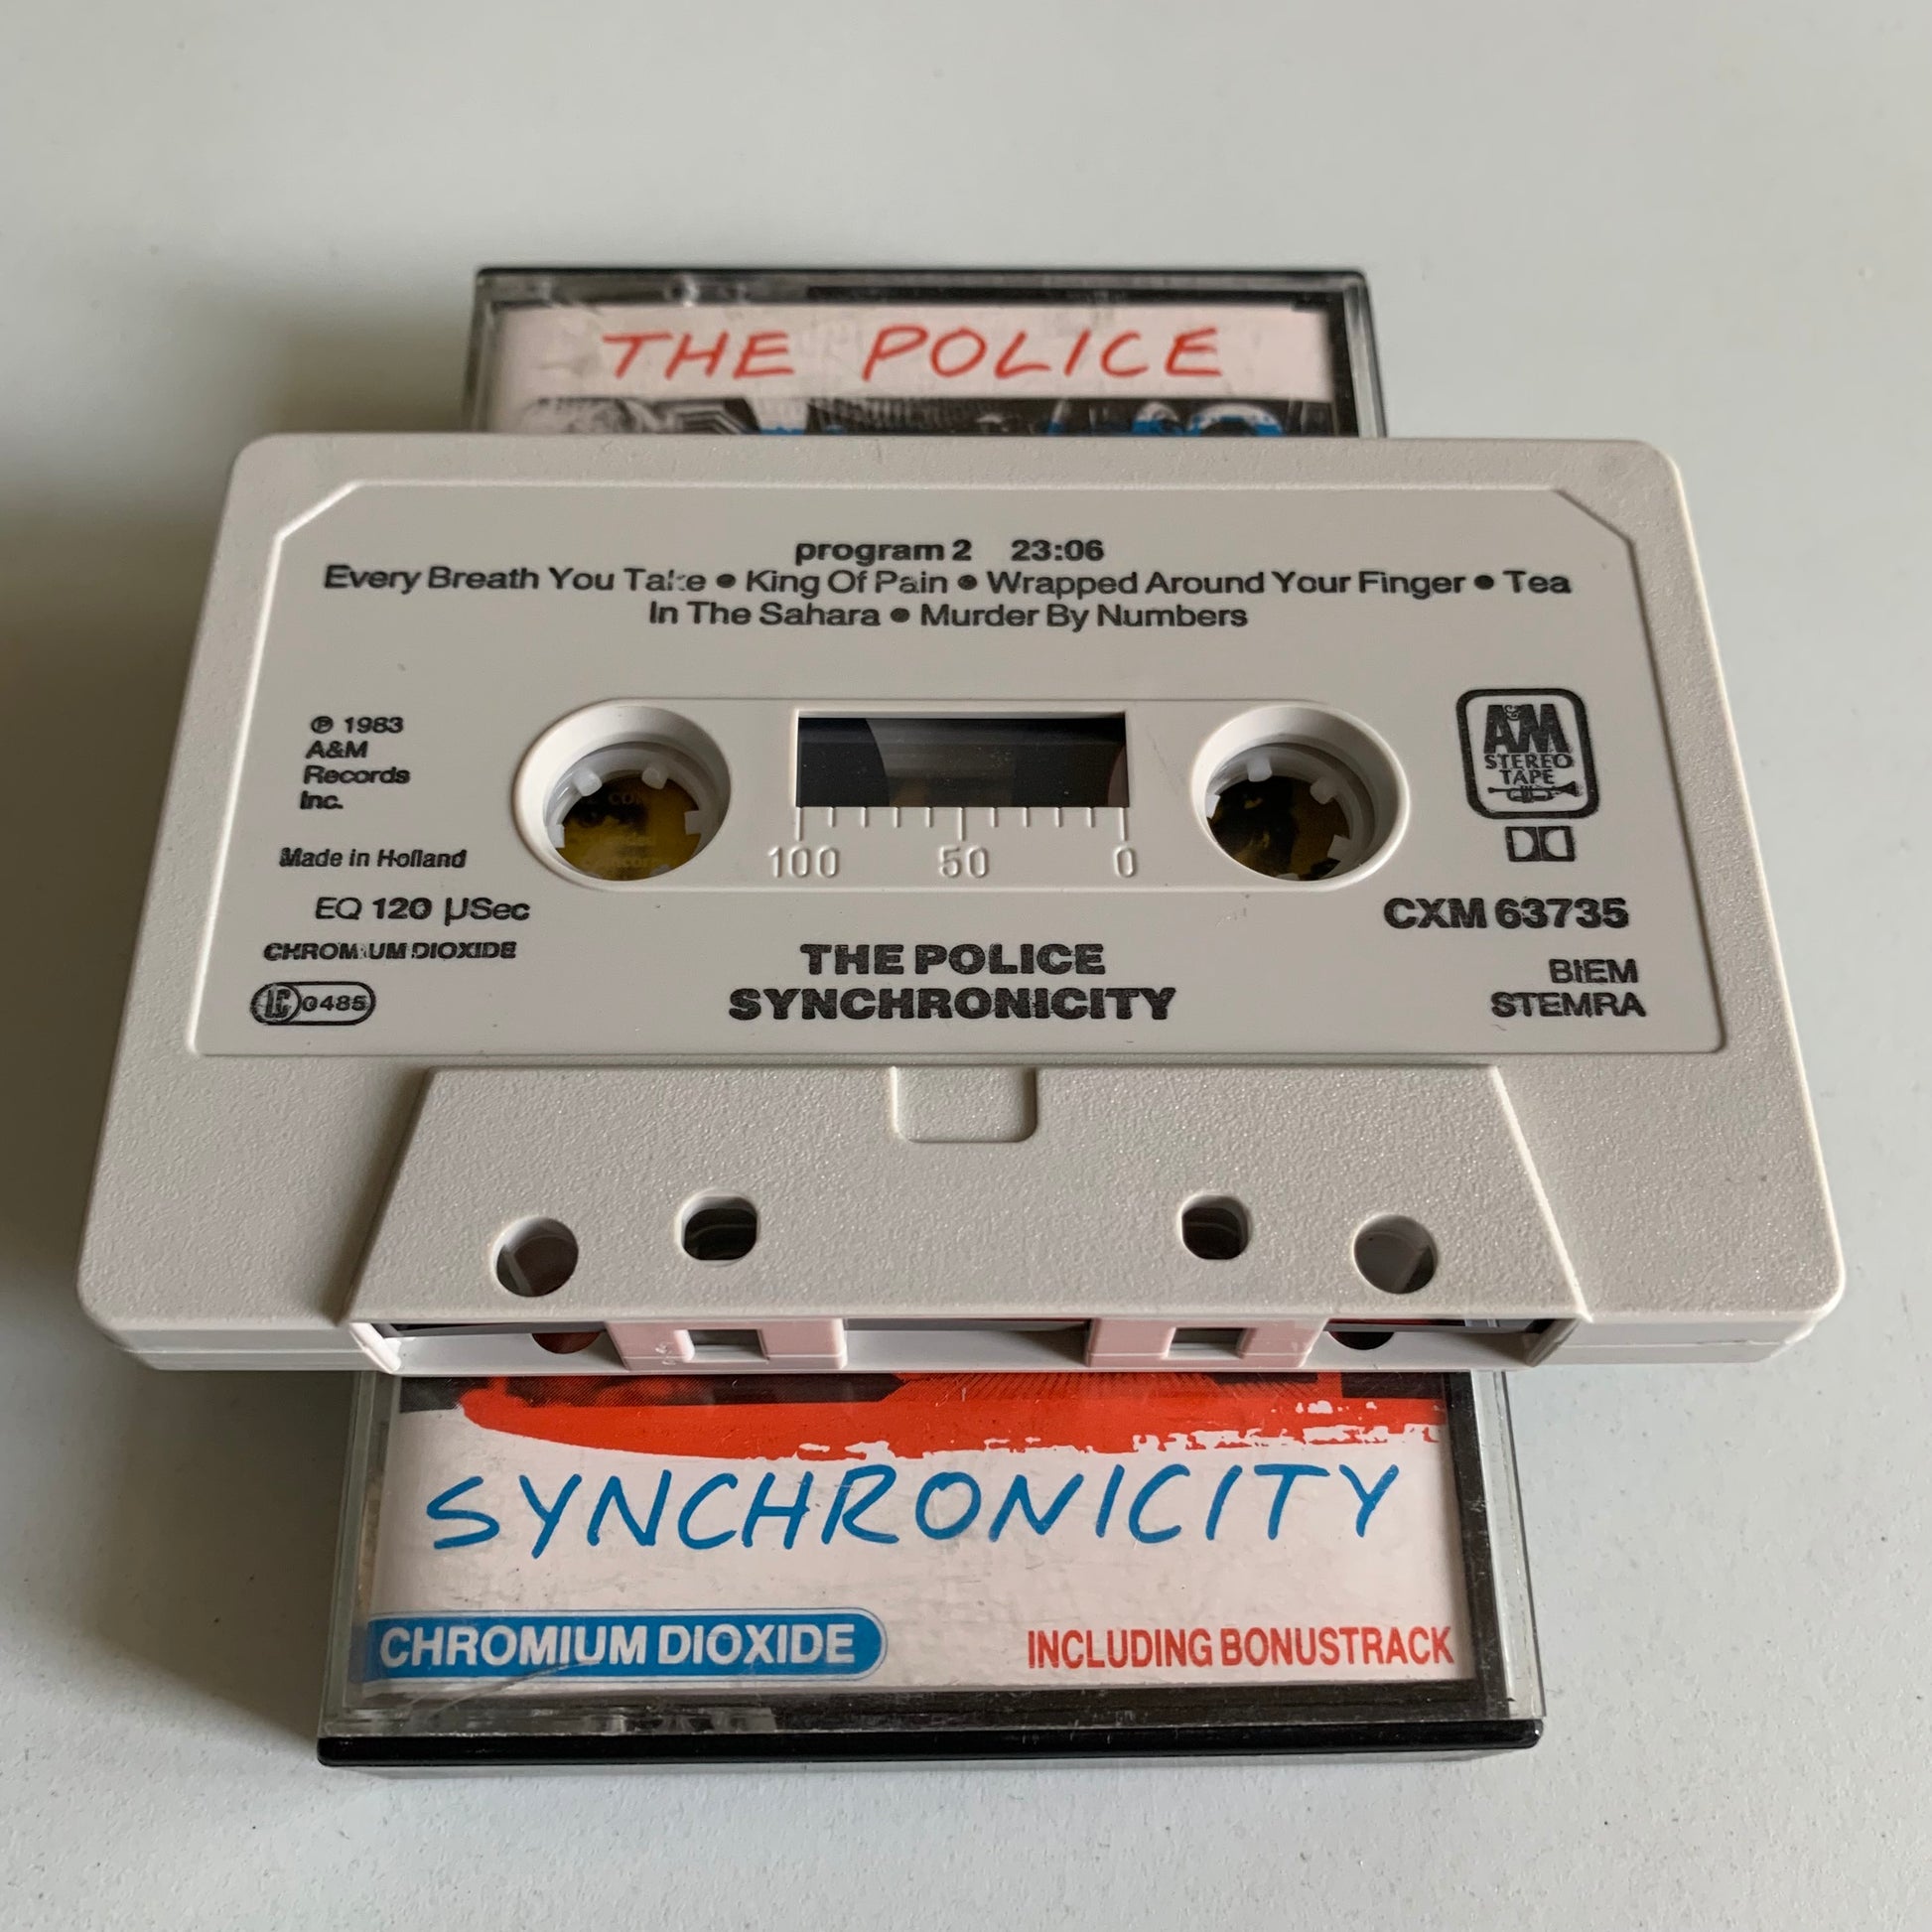 THE POLICE
program 2 23:06
Every Breath You Take ● King Of Pain ● Wrapped Around Your Finger ● Tea
In The Sahara ● Murder By Numbers
℗ 1983
A&M
Records
Inc.
Made in Holland
EQ 120 µSec
CHROMIUM DIOXIDE
LC 0485
100 50 0
A&M
STEREO
TAPE
CXM 63735
BIEM
STEMRA
THE POLICE
SYNCHRONICITY
SYNCHRONICITY
CHROMIUM DIOXIDE
INCLUDING BONUSTRACK